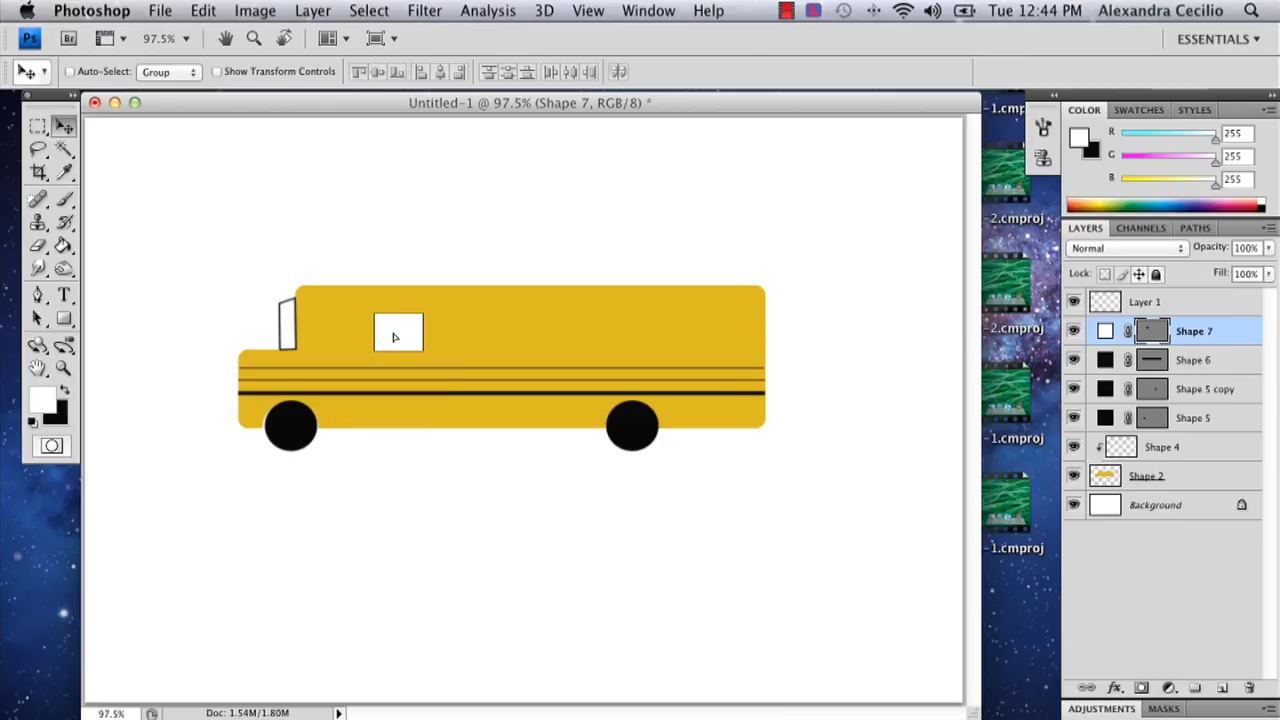 Photoshop File Edit Image Layer Select Filter Analysis 3D View Window Help Tue 12:44 PM Alexandra Cecilio
Ps Br 97.5% ESSENTIALS
Auto-Select: Group Show Transform Controls
Untitled-1 @ 97.5% (Shape 7, RGB/8) *
-1.cmproj
-2.cmproj
-2.cmproj
-1.cmproj
-1.cmproj
COLOR SWATCHES STYLES
R 255
G 255
B 255
LAYERS CHANNELS PATHS
Normal Opacity: 100%
Lock: Fill: 100%
Layer 1
Shape 7
Shape 6
Shape 5 copy
Shape 5
Shape 4
Shape 2
Background
fx
ADJUSTMENTS MASKS
97.5% Doc: 1.54M/1.80M